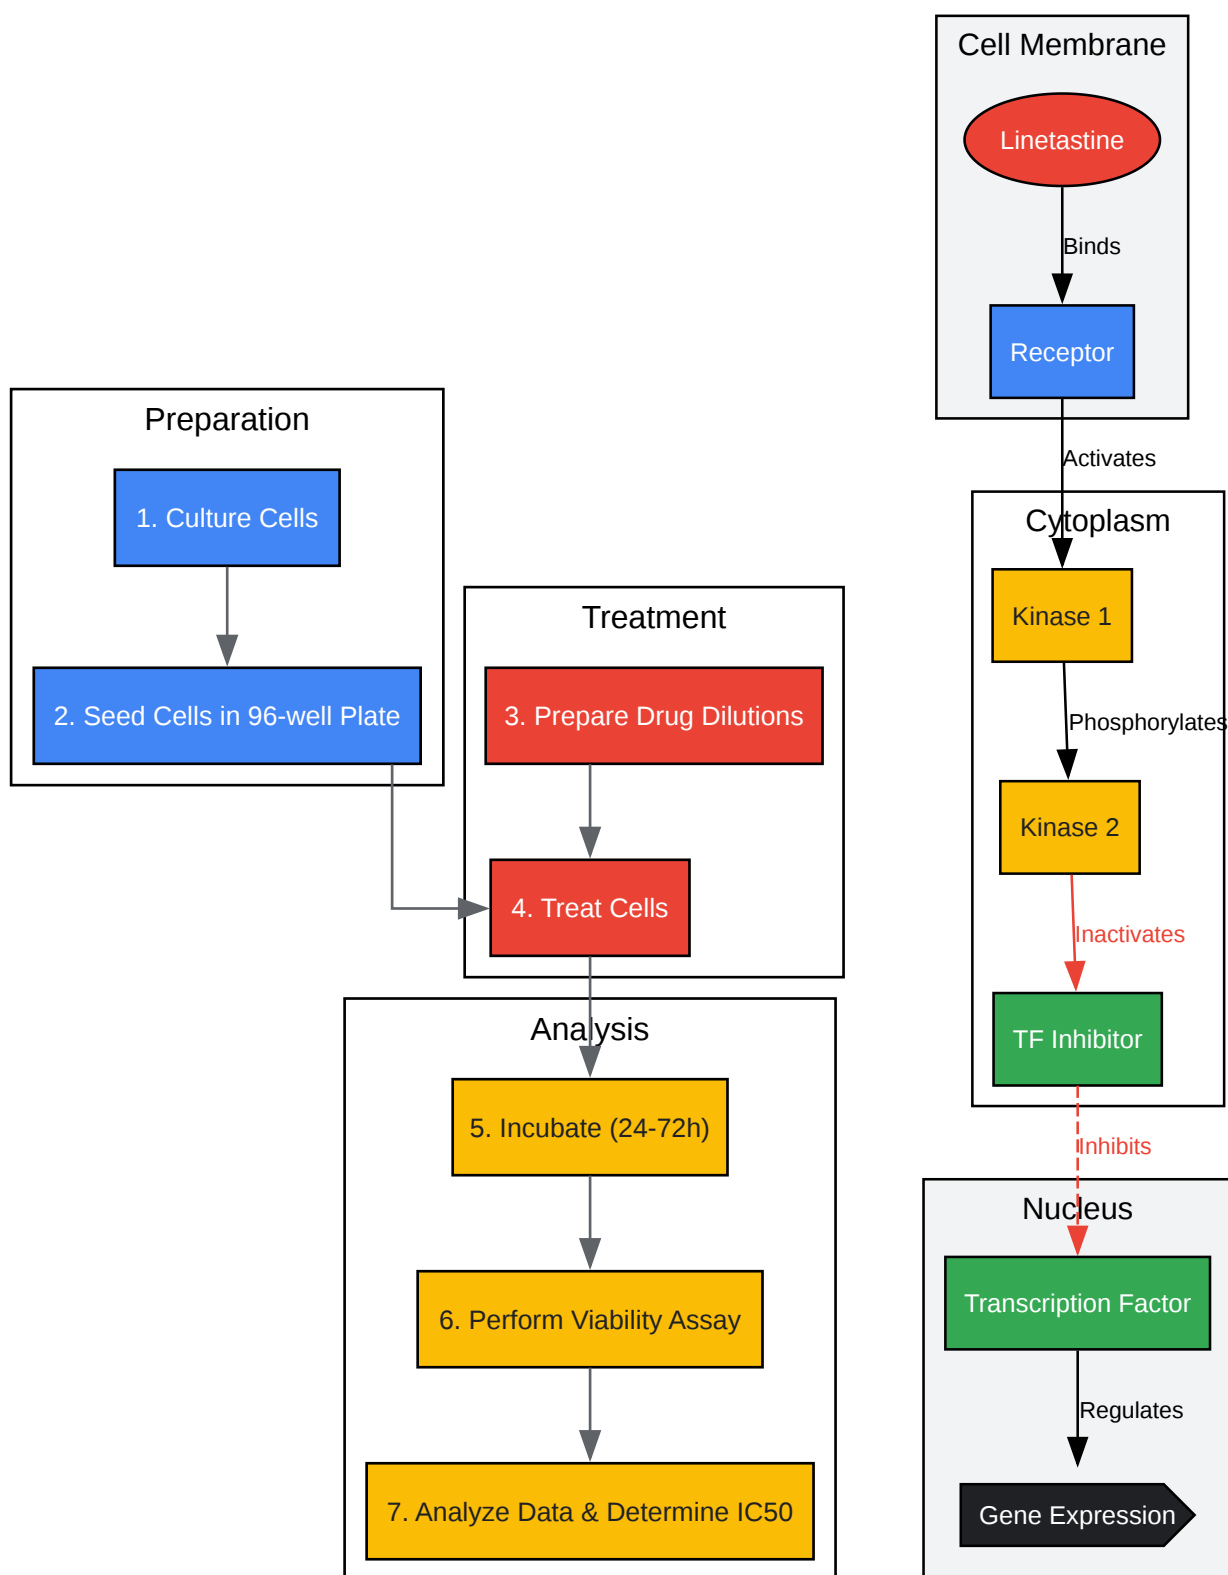 Preparation
1. Culture Cells
2. Seed Cells in 96-well Plate
Treatment
3. Prepare Drug Dilutions
4. Treat Cells
Analysis
5. Incubate (24-72h)
6. Perform Viability Assay
7. Analyze Data & Determine IC50
Cell Membrane
Linetastine
Binds
Receptor
Activates
Cytoplasm
Kinase 1
Phosphorylates
Kinase 2
Inactivates
TF Inhibitor
Inhibits
Nucleus
Transcription Factor
Regulates
Gene Expression